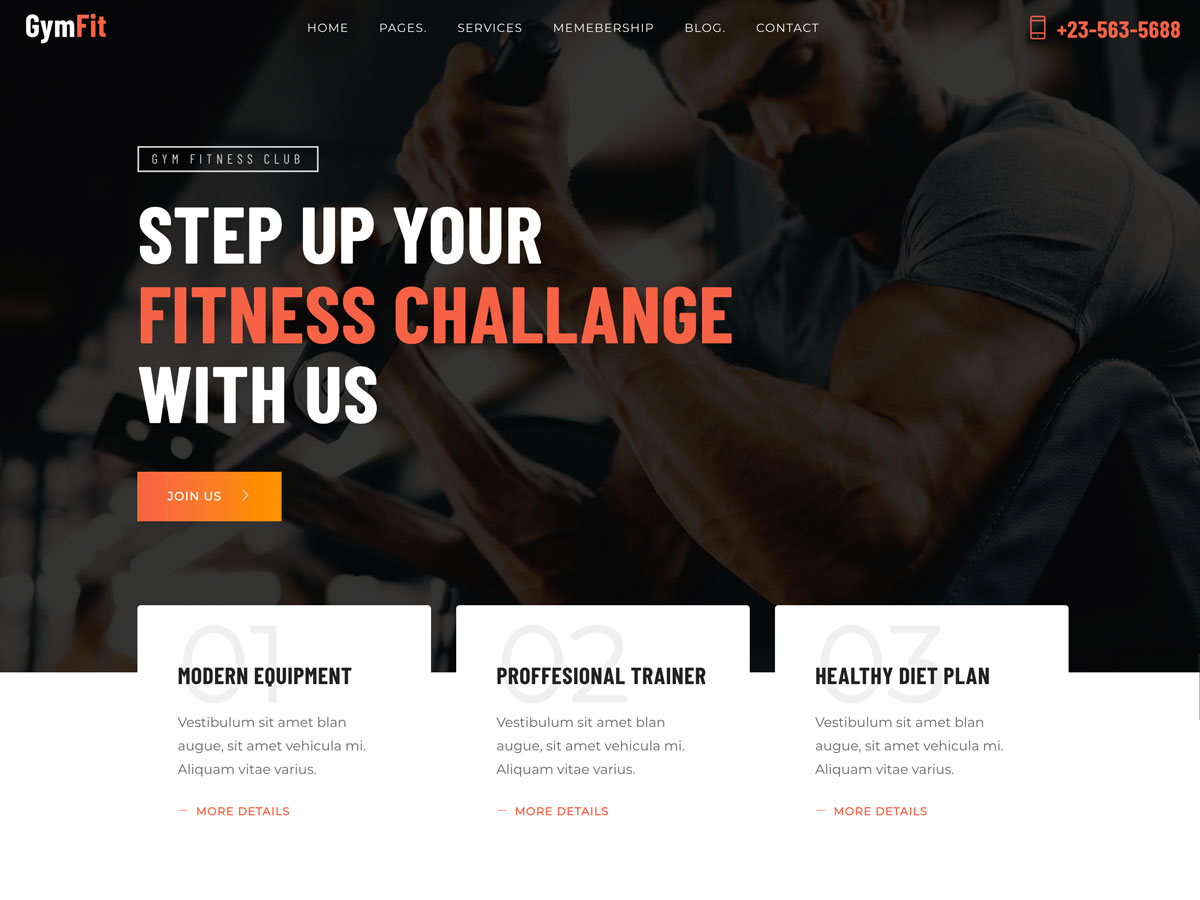 GymFit
HOME PAGES. SERVICES MEMEBERSHIP BLOG. CONTACT
+23-563-5688
GYM FITNESS CLUB
STEP UP YOUR
FITNESS CHALLANGE
WITH US
JOIN US
01
MODERN EQUIPMENT
Vestibulum sit amet blan
augue, sit amet vehicula mi.
Aliquam vitae varius.
MORE DETAILS
02
PROFFESIONAL TRAINER
Vestibulum sit amet blan
augue, sit amet vehicula mi.
Aliquam vitae varius.
MORE DETAILS
03
HEALTHY DIET PLAN
Vestibulum sit amet blan
augue, sit amet vehicula mi.
Aliquam vitae varius.
MORE DETAILS